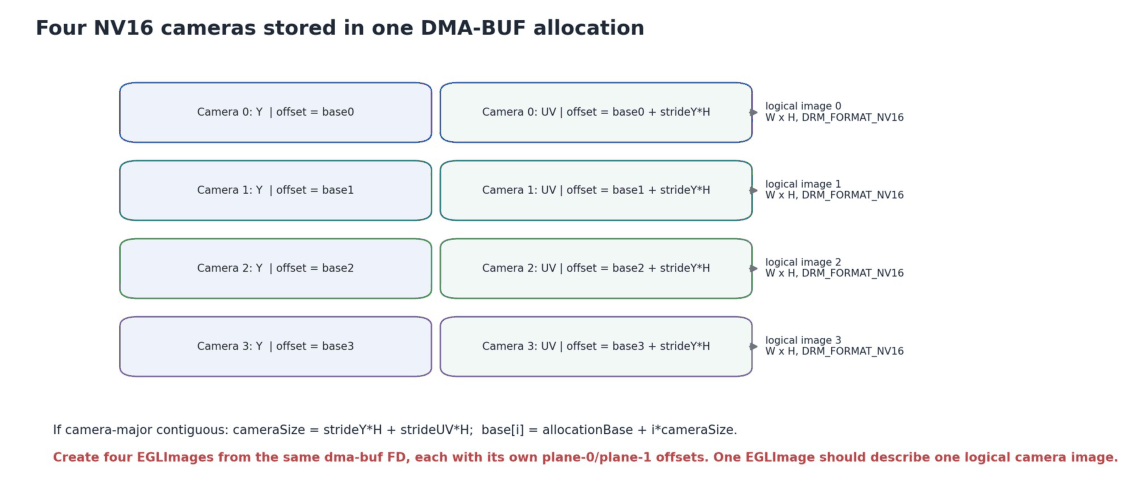 Four NV16 cameras stored in one DMA-BUF allocation
Camera 0: Y | offset = base0
Camera 0: UV | offset = base0 + strideY*H
logical image 0
W x H, DRM_FORMAT_NV16
Camera 1: Y | offset = base1
Camera 1: UV | offset = base1 + strideY*H
logical image 1
W x H, DRM_FORMAT_NV16
Camera 2: Y | offset = base2
Camera 2: UV | offset = base2 + strideY*H
logical image 2
W x H, DRM_FORMAT_NV16
Camera 3: Y | offset = base3
Camera 3: UV | offset = base3 + strideY*H
logical image 3
W x H, DRM_FORMAT_NV16
If camera-major contiguous: cameraSize = strideY*H + strideUV*H; base[i] = allocationBase + i*cameraSize.
Create four EGLImages from the same dma-buf FD, each with its own plane-0/plane-1 offsets. One EGLImage should describe one logical camera image.